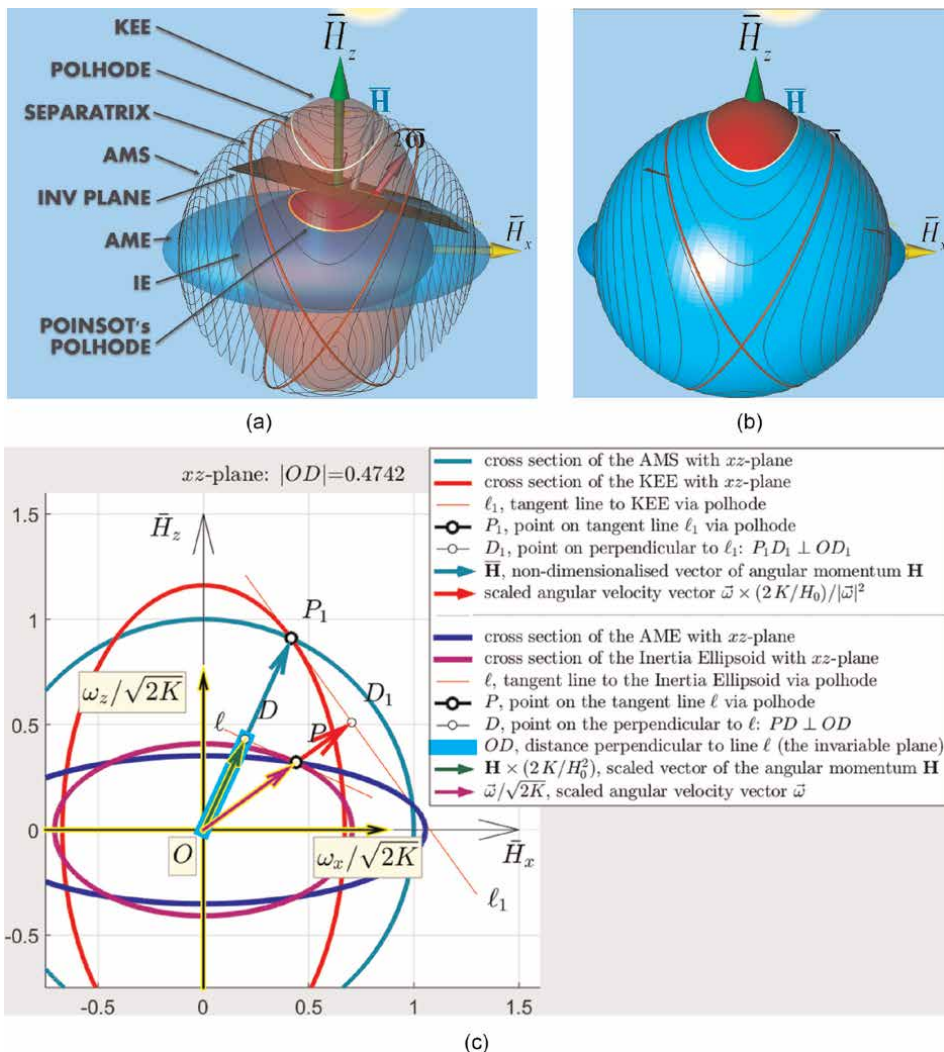 KEE
POLHODE
SEPARATRIX
AMS
INV PLANE
AME
IE
POINSOT's
POLHODE
H̄z
H̄
ω̄
H̄x
(a)
H̄z
H̄
H̄x
(b)
xz-plane: |OD|=0.4742
1.5
1
0.5
0
-0.5
-0.5
0
0.5
1
1.5
H̄z
P₁
ωz/√2K
D
D₁
ℓ
P
O
ωx/√2K
H̄x
ℓ₁
cross section of the AMS with xz-plane
cross section of the KEE with xz-plane
ℓ₁, tangent line to KEE via polhode
P₁, point on tangent line ℓ₁ via polhode
D₁, point on perpendicular to ℓ₁: P₁D₁ ⊥ OD₁
H̄, non-dimensionalised vector of angular momentum H
scaled angular velocity vector ω⃗ × (2K/H₀)/|ω⃗|²
cross section of the AME with xz-plane
cross section of the Inertia Ellipsoid with xz-plane
ℓ, tangent line to the Inertia Ellipsoid via polhode
P, point on the tangent line ℓ via polhode
D, point on the perpendicular to ℓ: PD ⊥ OD
OD, distance perpendicular to line ℓ (the invariable plane)
H × (2K/H₀²), scaled vector of the angular momentum H
ω⃗/√2K, scaled angular velocity vector ω⃗
(c)